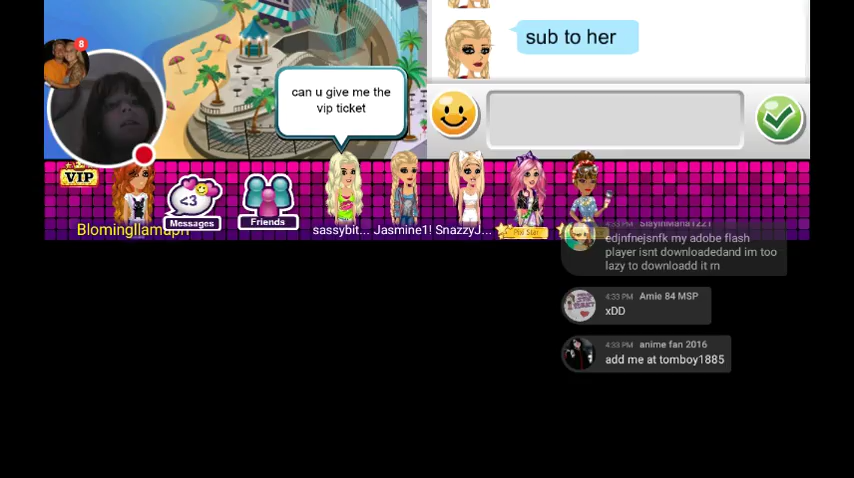 8
sub to her
can u give me the
vip ticket
VIP
<3
Messages
Friends
Blomingllamaprl
sassybit... Jasmine1! SnazzyJ...
Pixi Star
4:33 PM
edjnfnejsnfk my adobe flash
player isnt downloadedand im too
lazy to downloadd it rn
4:33 PM Amie 84 MSP
xDD
4:33 PM anime fan 2016
add me at tomboy1885